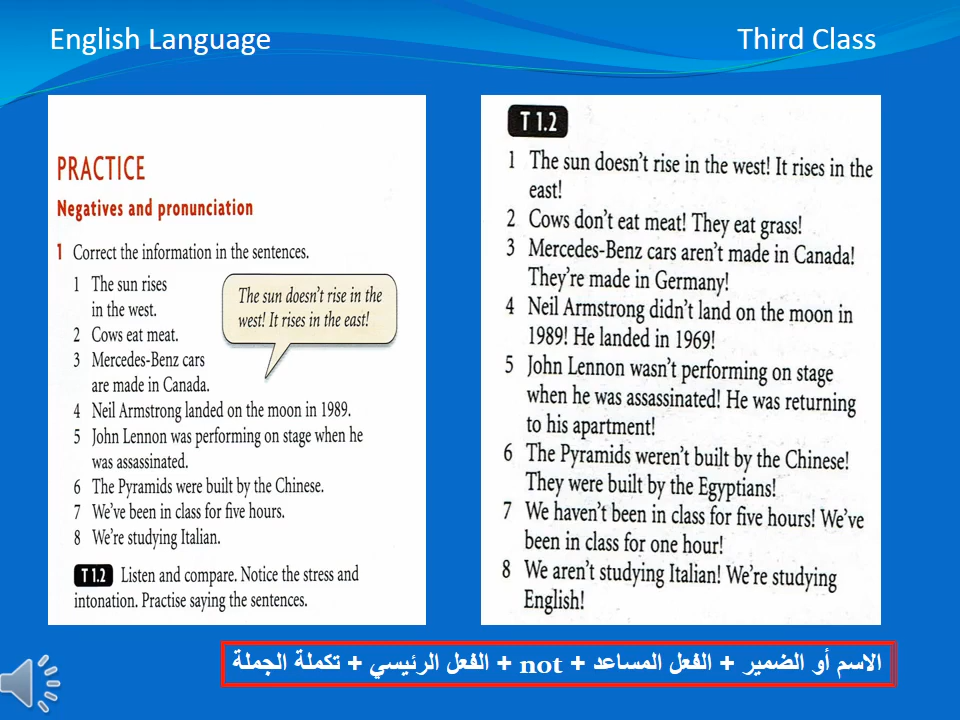 English Language
Third Class
PRACTICE
Negatives and pronunciation
1 Correct the information in the sentences.
1 The sun rises
in the west.
The sun doesn't rise in the
west! It rises in the east!
2 Cows eat meat.
3 Mercedes-Benz cars
are made in Canada.
4 Neil Armstrong landed on the moon in 1989.
5 John Lennon was performing on stage when he
was assassinated.
6 The Pyramids were built by the Chinese.
7 We've been in class for five hours.
8 We're studying Italian.
T 1.2 Listen and compare. Notice the stress and
intonation. Practise saying the sentences.
T 1.2
1 The sun doesn't rise in the west! It rises in the
east!
2 Cows don't eat meat! They eat grass!
3 Mercedes-Benz cars aren't made in Canada!
They're made in Germany!
4 Neil Armstrong didn't land on the moon in
1989! He landed in 1969!
5 John Lennon wasn't performing on stage
when he was assassinated! He was returning
to his apartment!
6 The Pyramids weren't built by the Chinese!
They were built by the Egyptians!
7 We haven't been in class for five hours! We've
been in class for one hour!
8 We aren't studying Italian! We're studying
English!
الاسم أو الضمير + الفعل المساعد + not + الفعل الرئيسي + تكملة الجملة